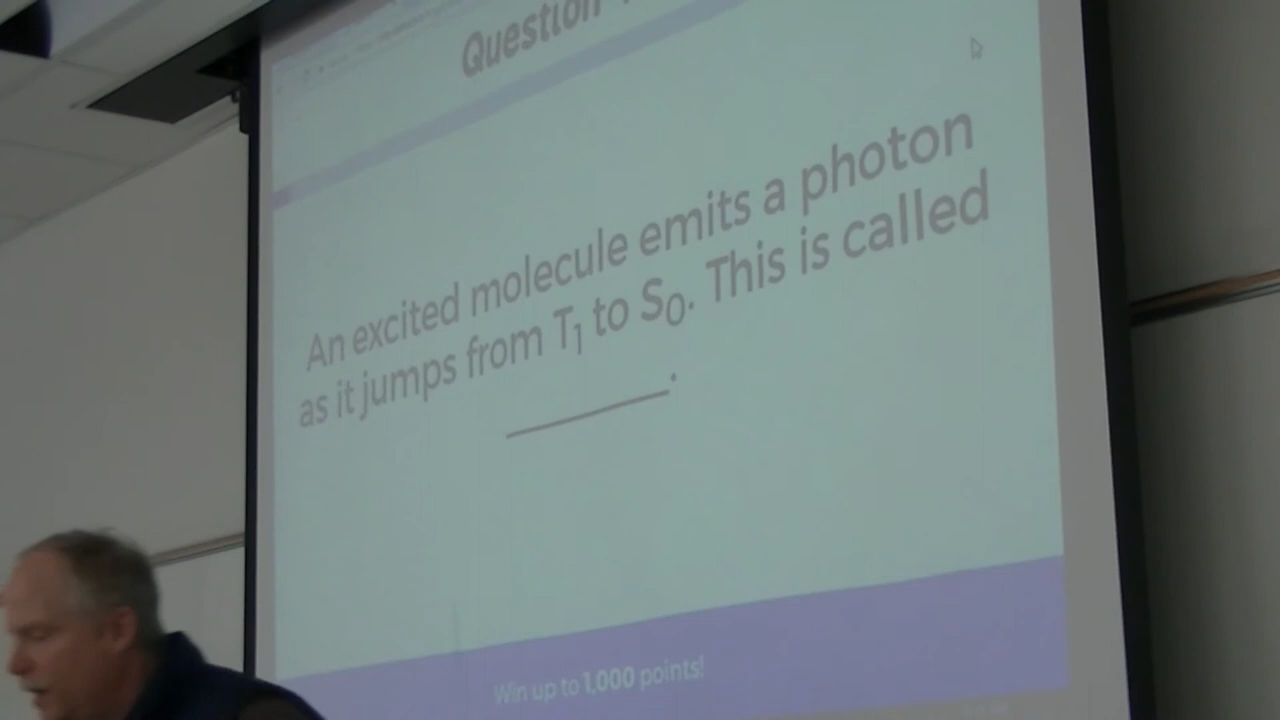 Question
An excited molecule emits a photon
as it jumps from T₁ to S₀. This is called
________.
Win up to 1,000 points!